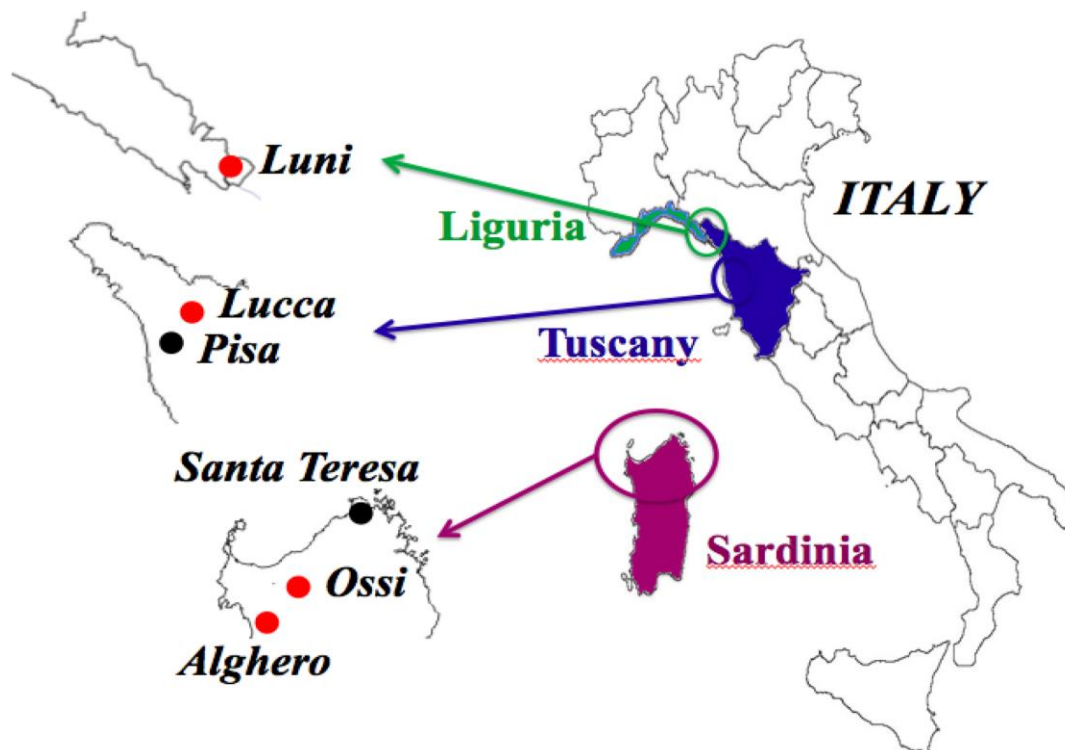 Luni
ITALY
Liguria
Lucca
Pisa
Tuscany
Santa Teresa
Ossi
Sardinia
Alghero